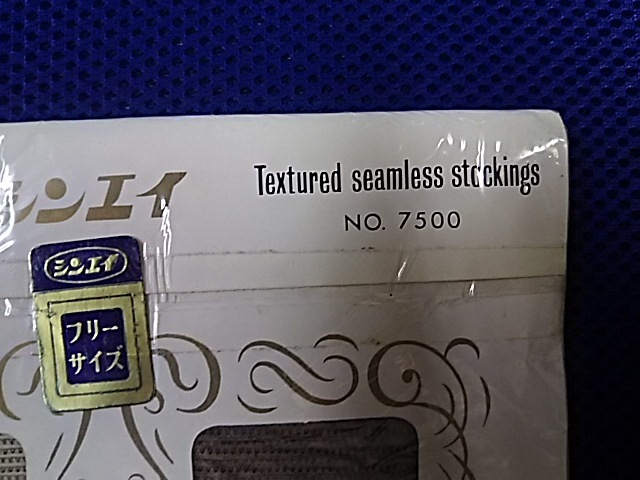 シンエイ
Textured seamless stockings
NO. 7500
シンエイ
フリー
サイズ